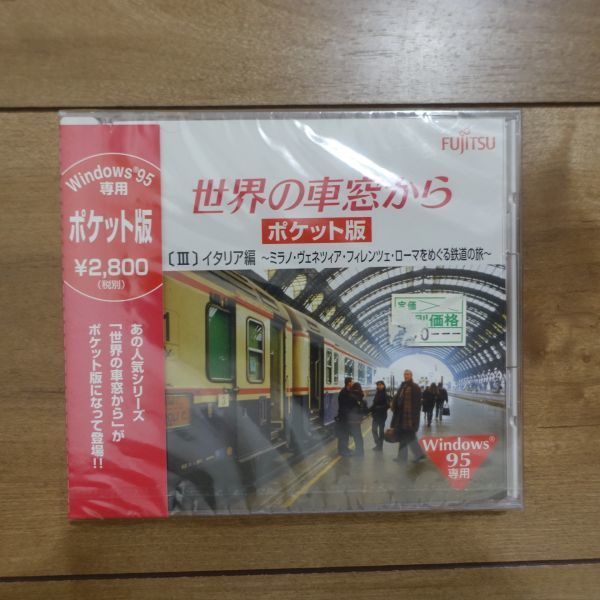 Windows®95
専用
ポケット版
¥2,800
(税別)
あの人気シリーズ
「世界の車窓から」が
ポケット版になって登場!!
FUJITSU
世界の車窓から
ポケット版
〔Ⅲ〕イタリア編 ～ミラノ・ヴェネツィア・フィレンツェ・ローマをめぐる鉄道の旅～
定価
価格
Windows®
95
専用